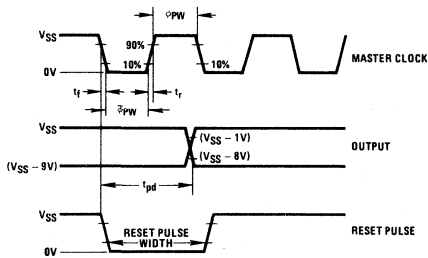 ϕPW
VSS
90%
10%
10%
0V
MASTER CLOCK
tf
tr
ϕ̅PW
VSS
(VSS − 1V)
(VSS − 8V)
OUTPUT
(VSS − 9V)
tpd
VSS
RESET PULSE
WIDTH
RESET PULSE
0V